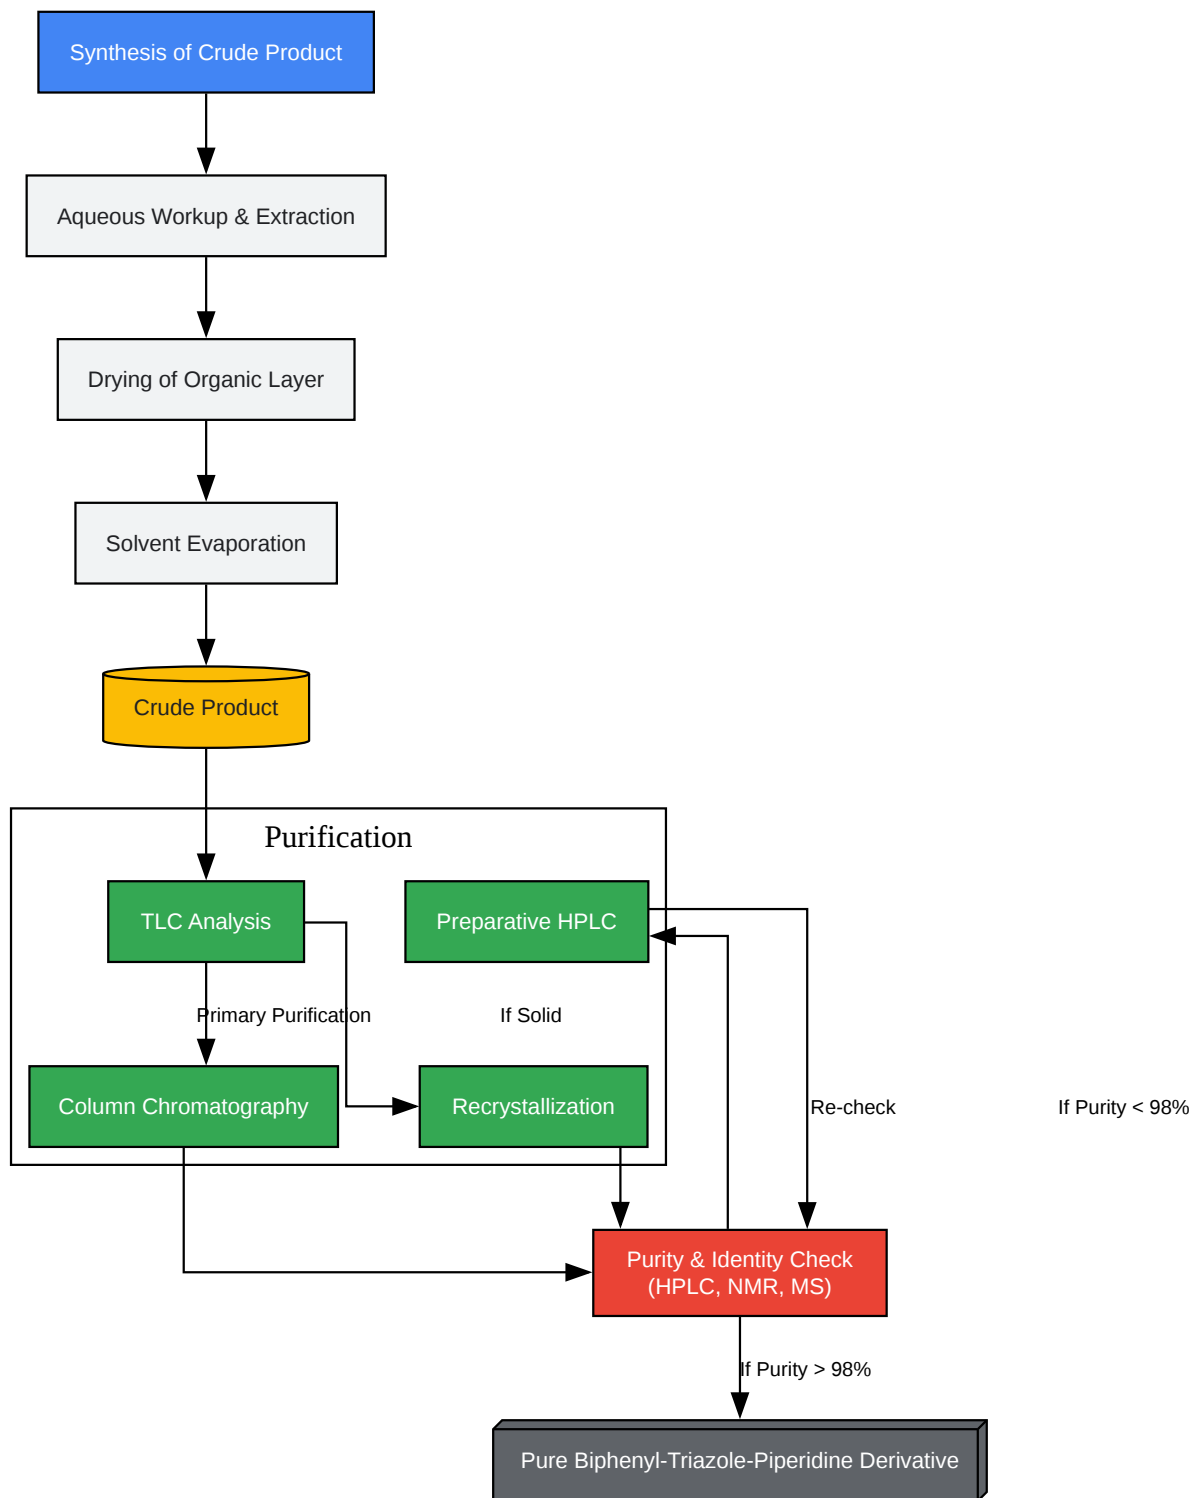 Synthesis of Crude Product
Aqueous Workup & Extraction
Drying of Organic Layer
Solvent Evaporation
Crude Product
Purification
TLC Analysis
Preparative HPLC
Primary Purification
If Solid
Column Chromatography
Recrystallization
Re-check
If Purity < 98%
Purity & Identity Check
(HPLC, NMR, MS)
If Purity > 98%
Pure Biphenyl-Triazole-Piperidine Derivative